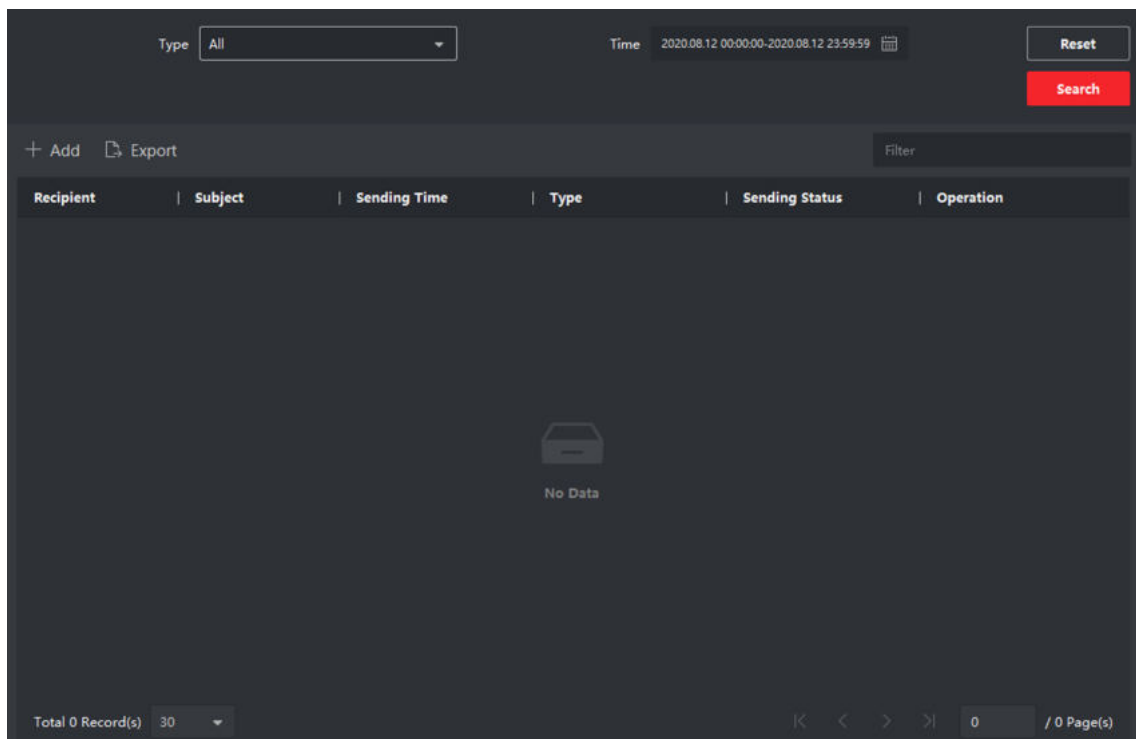 Type All Time 2020.08.12 00:00:00-2020.08.12 23:59:59 Reset
Search
Add Export Filter
Recipient Subject Sending Time Type Sending Status Operation
No Data
Total 0 Record(s) 30 0 / 0 Page(s)